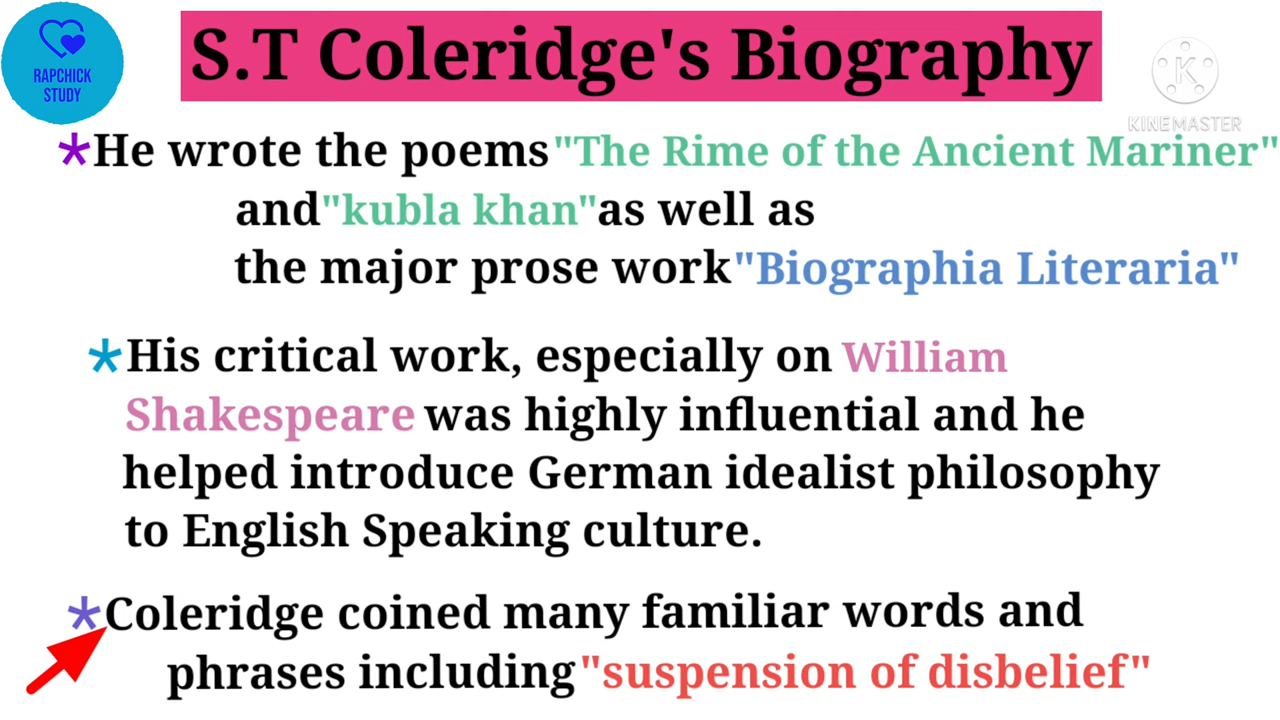 RAPCHICK
STUDY
S.T Coleridge's Biography
K
KINEMASTER
*He wrote the poems "The Rime of the Ancient Mariner"
and "kubla khan" as well as
the major prose work "Biographia Literaria"
*His critical work, especially on William
Shakespeare was highly influential and he
helped introduce German idealist philosophy
to English Speaking culture.
*Coleridge coined many familiar words and
phrases including "suspension of disbelief"